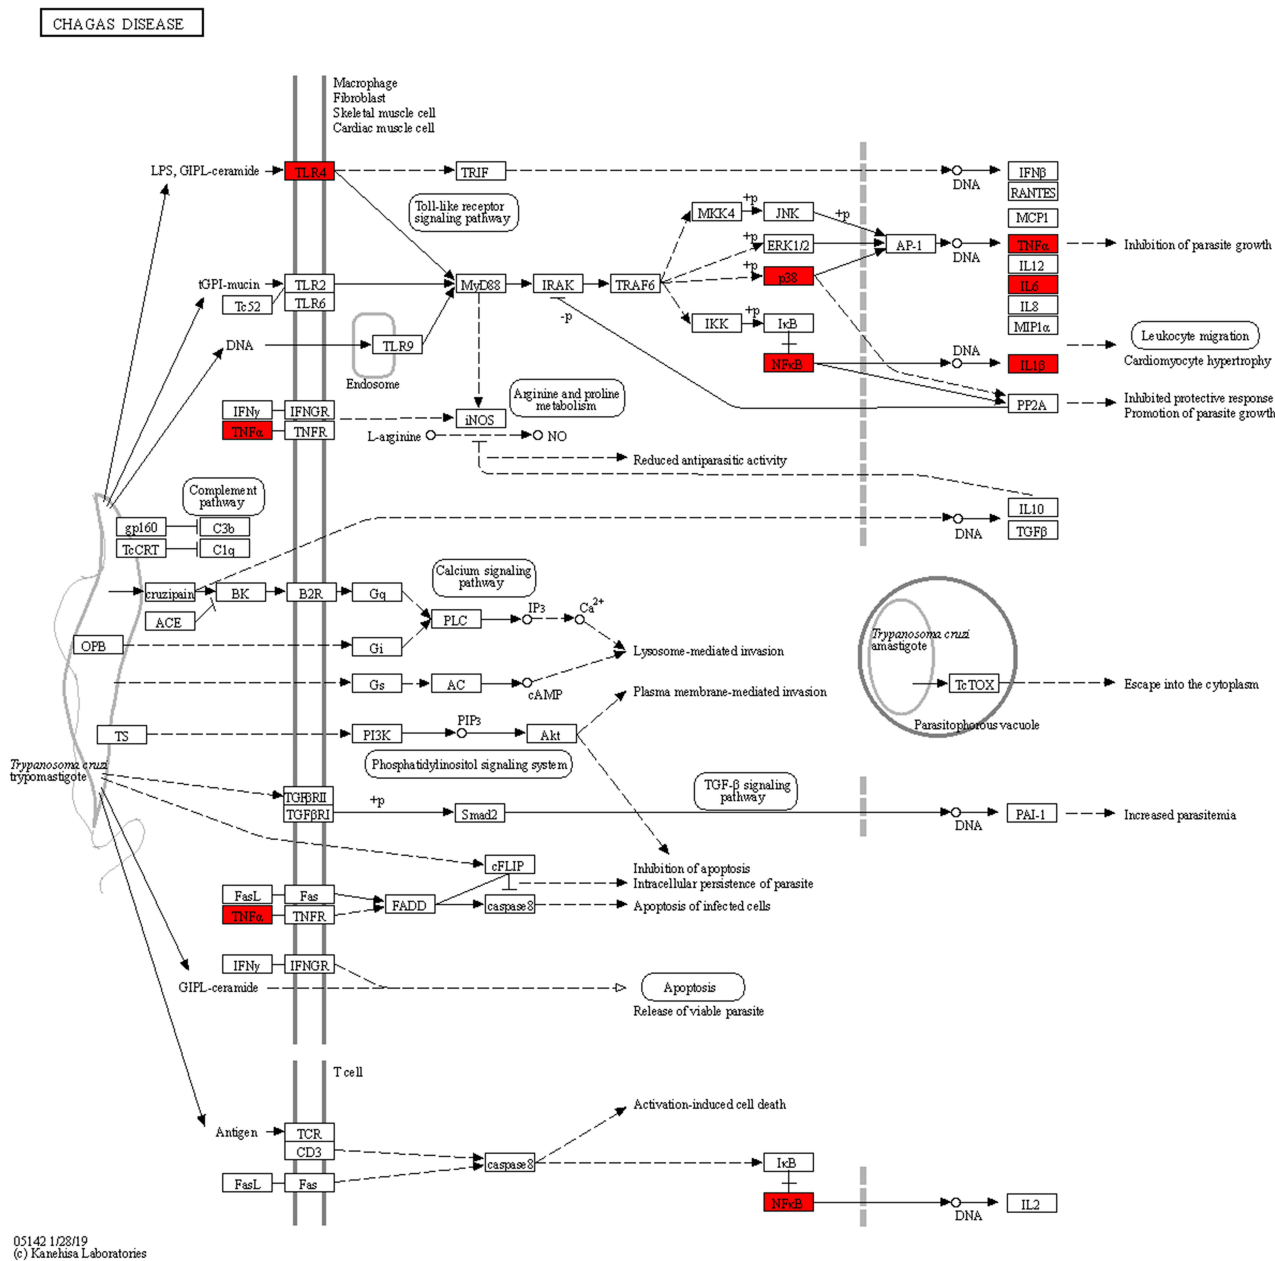 CHAGAS DISEASE
Macrophage
Fibroblast
Skeletal muscle cell
Cardiac muscle cell
LPS, GIPL-ceramide
TLR4
TRIF
DNA
IFNβ
RANTES
Toll-like receptor
signaling pathway
MKK4
+p
JNK
+p
MCP1
+p
ERK1/2
AP-1
DNA
TNFα
Inhibition of parasite growth
IL12
tGPI-mucin
TLR2
MyD88
IRAK
TRAF6
+p
p38
IL6
Tc52
TLR6
IL8
-p
IKK
+p
IκB
MIP1α
Leukocyte migration
DNA
TLR9
Endosome
NFκB
DNA
IL1β
Cardiomyocyte hypertrophy
Arginine and proline
metabolism
PP2A
Inhibited protective response
Promotion of parasite growth
IFNγ
IFNGR
iNOS
TNFα
TNFR
L-arginine
NO
Reduced antiparasitic activity
Complement
pathway
gp160
C3b
TcCRT
C1q
DNA
IL10
TGFβ
Calcium signaling
pathway
cruzipain
BK
B2R
Gq
ACE
PLC
IP3
Ca2+
OPB
Gi
Lysosome-mediated invasion
Gs
AC
cAMP
Plasma membrane-mediated invasion
Trypanosoma cruzi
amastigote
TcTOX
Escape into the cytoplasm
Parasitophorous vacuole
TS
PI3K
PIP3
Akt
Phosphatidylinositol signaling system
Trypanosoma cruzi
trypomastigote
TGF-β signaling
pathway
TGFβRII
TGFβRI
+p
Smad2
DNA
PAI-1
Increased parasitemia
cFLIP
Inhibition of apoptosis
Intracellular persistence of parasite
FasL
Fas
FADD
caspase8
Apoptosis of infected cells
TNFα
TNFR
IFNγ
IFNGR
GIPL-ceramide
Apoptosis
Release of viable parasite
T cell
Activation-induced cell death
Antigen
TCR
CD3
caspase8
IκB
FasL
Fas
NFκB
DNA
IL2
05142 1/28/19
(c) Kanehisa Laboratories